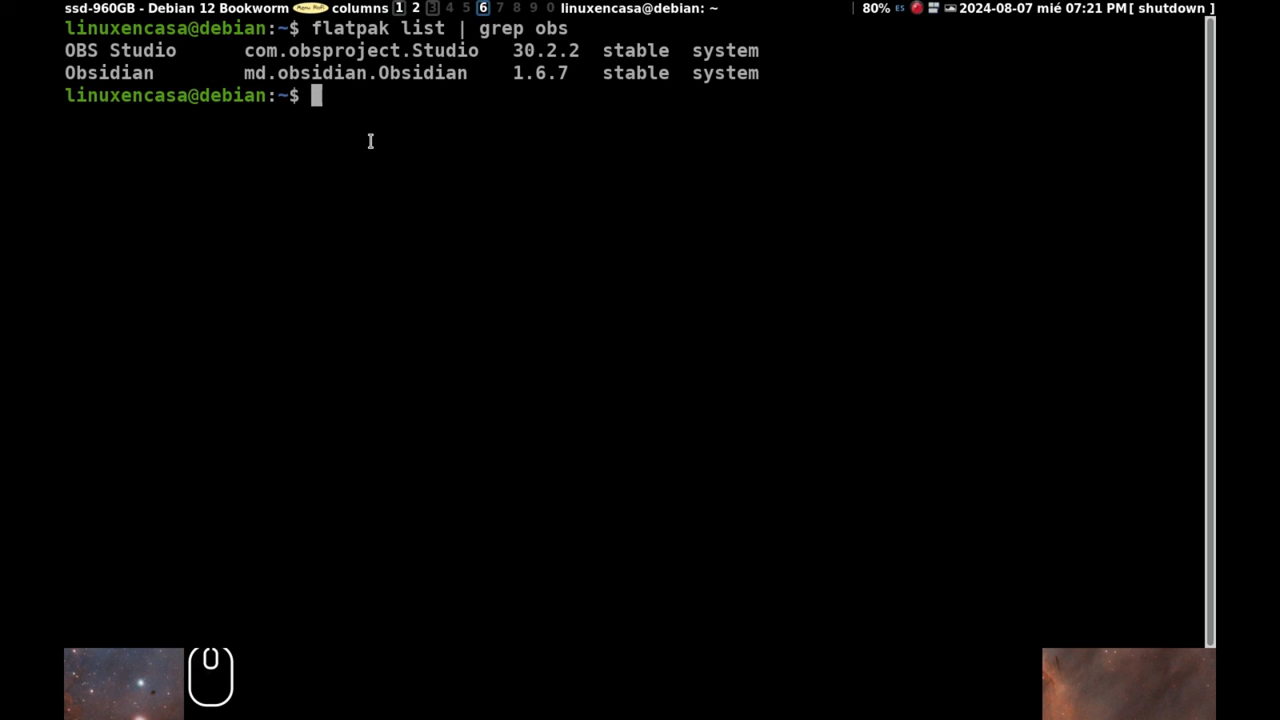 ssd-960GB - Debian 12 Bookworm Menu columns 1 2 3 4 5 6 7 8 9 0 linuxencasa@debian: ~ | 80% ES 2024-08-07 mié 07:21 PM[ shutdown ]
linuxencasa@debian:~$ flatpak list | grep obs
OBS Studio com.obsproject.Studio 30.2.2 stable system
Obsidian md.obsidian.Obsidian 1.6.7 stable system
linuxencasa@debian:~$